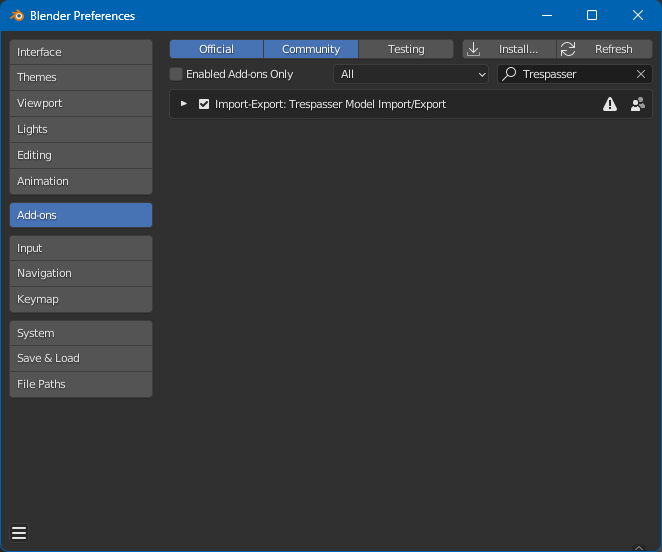 Blender Preferences
Interface
Themes
Viewport
Lights
Editing
Animation
Add-ons
Input
Navigation
Keymap
System
Save & Load
File Paths
Official Community Testing Install... Refresh
Enabled Add-ons Only All Trespasser
Import-Export: Trespasser Model Import/Export